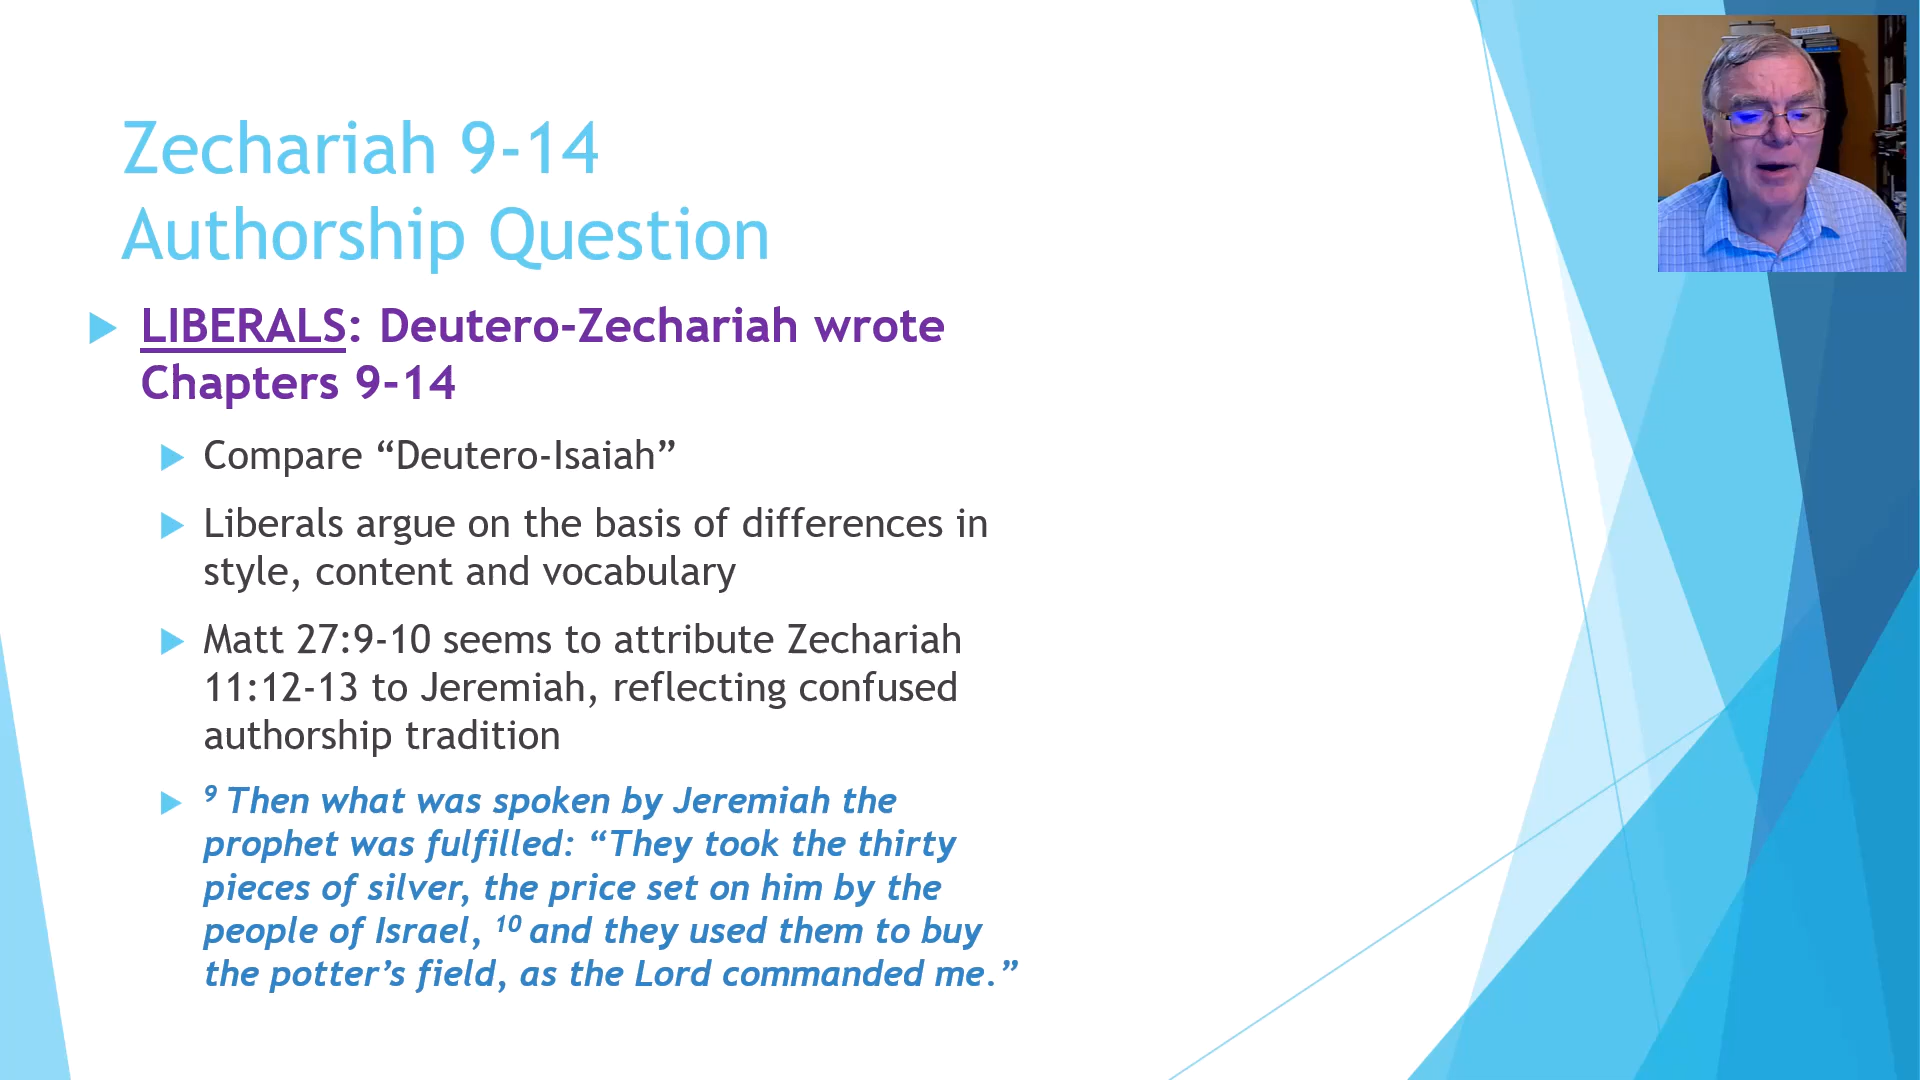 Zechariah 9-14
Authorship Question
LIBERALS: Deutero-Zechariah wrote
Chapters 9-14
Compare “Deutero-Isaiah”
Liberals argue on the basis of differences in
style, content and vocabulary
Matt 27:9-10 seems to attribute Zechariah
11:12-13 to Jeremiah, reflecting confused
authorship tradition
⁹ Then what was spoken by Jeremiah the
prophet was fulfilled: “They took the thirty
pieces of silver, the price set on him by the
people of Israel, ¹⁰ and they used them to buy
the potter’s field, as the Lord commanded me.”